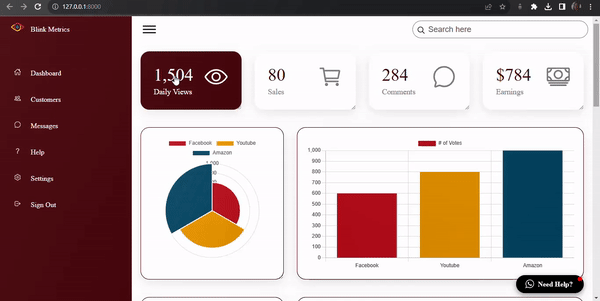 127.0.0.1:8000
Blink Metrics
Search here
Dashboard
Customers
Messages
Help
Settings
Sign Out
1,504
Daily Views
80
Sales
284
Comments
$784
Earnings
Facebook
Youtube
Amazon
1,000
# of Votes
1,000
900
800
700
600
500
400
300
200
100
0
Facebook
Youtube
Amazon
Need Help?